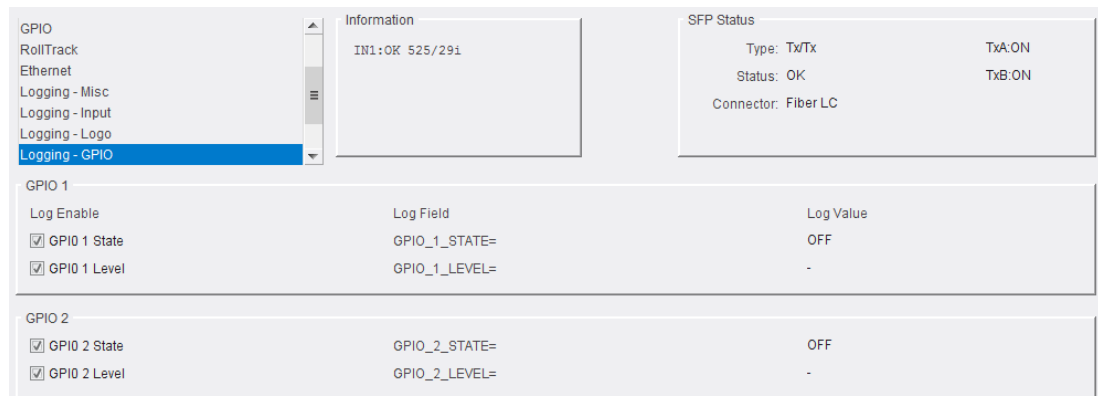 GPIO
RollTrack
Ethernet
Logging - Misc
Logging - Input
Logging - Logo
Logging - GPIO
Information
IN1:OK 525/29i
SFP Status
Type: Tx/Tx TxA:ON
Status: OK TxB:ON
Connector: Fiber LC
GPIO 1
Log Enable Log Field Log Value
GPI0 1 State GPIO_1_STATE= OFF
GPI0 1 Level GPIO_1_LEVEL= -
GPIO 2
GPI0 2 State GPIO_2_STATE= OFF
GPI0 2 Level GPIO_2_LEVEL= -